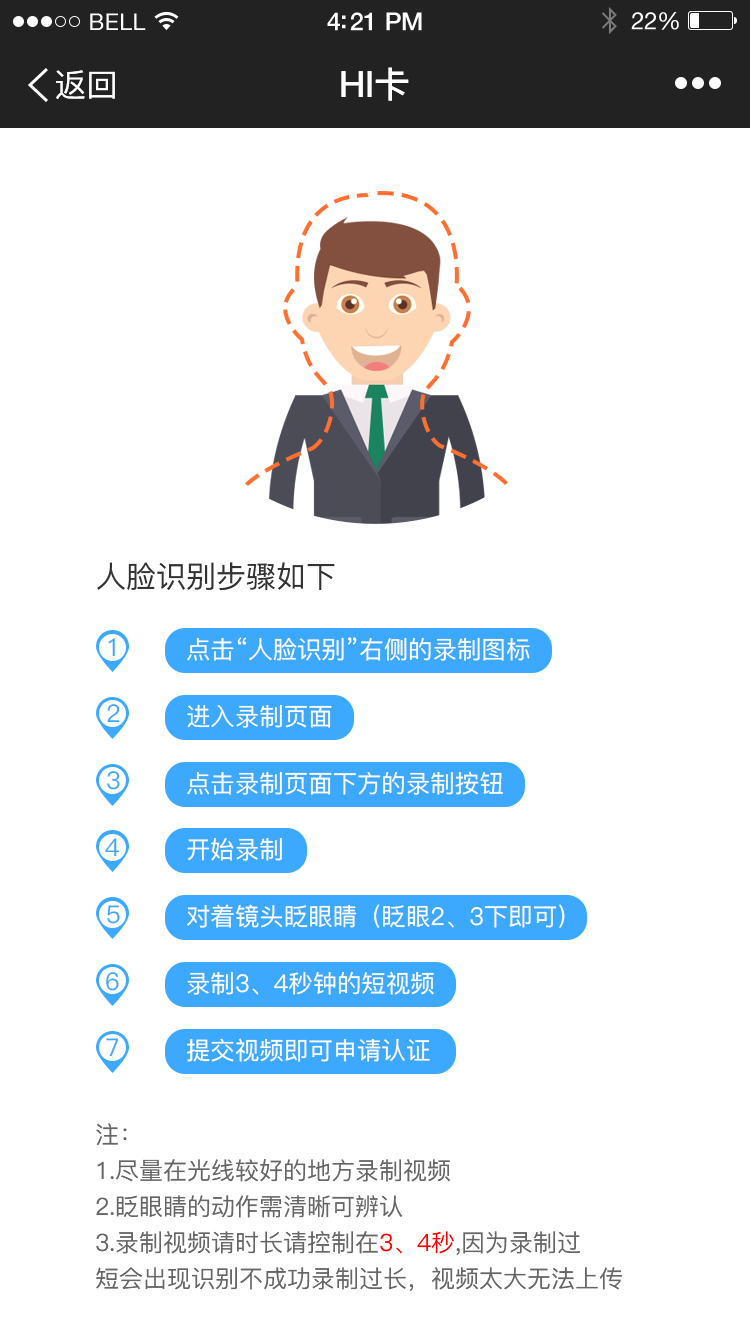 BELL 4:21 PM 22%
返回 HI卡
人脸识别步骤如下
1 点击“人脸识别”右侧的录制图标
2 进入录制页面
3 点击录制页面下方的录制按钮
4 开始录制
5 对着镜头眨眼睛（眨眼2、3下即可）
6 录制3、4秒钟的短视频
7 提交视频即可申请认证
注：
1.尽量在光线较好的地方录制视频
2.眨眼睛的动作需清晰可辨认
3.录制视频请时长请控制在3、4秒,因为录制过
短会出现识别不成功录制过长，视频太大无法上传